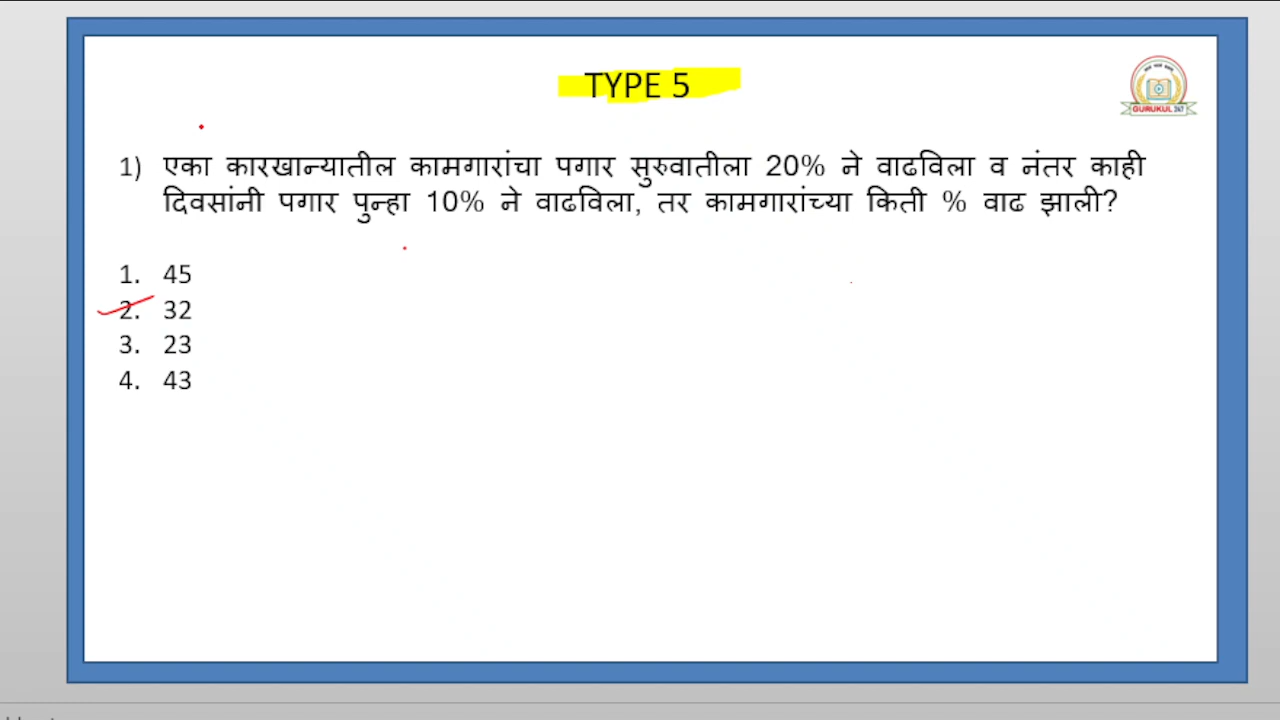 TYPE 5
GURUKUL 247
1) एका कारखान्यातील कामगारांचा पगार सुरुवातीला 20% ने वाढविला व नंतर काही
दिवसांनी पगार पुन्हा 10% ने वाढविला, तर कामगारांच्या किती % वाढ झाली?
1. 45
2. 32
3. 23
4. 43